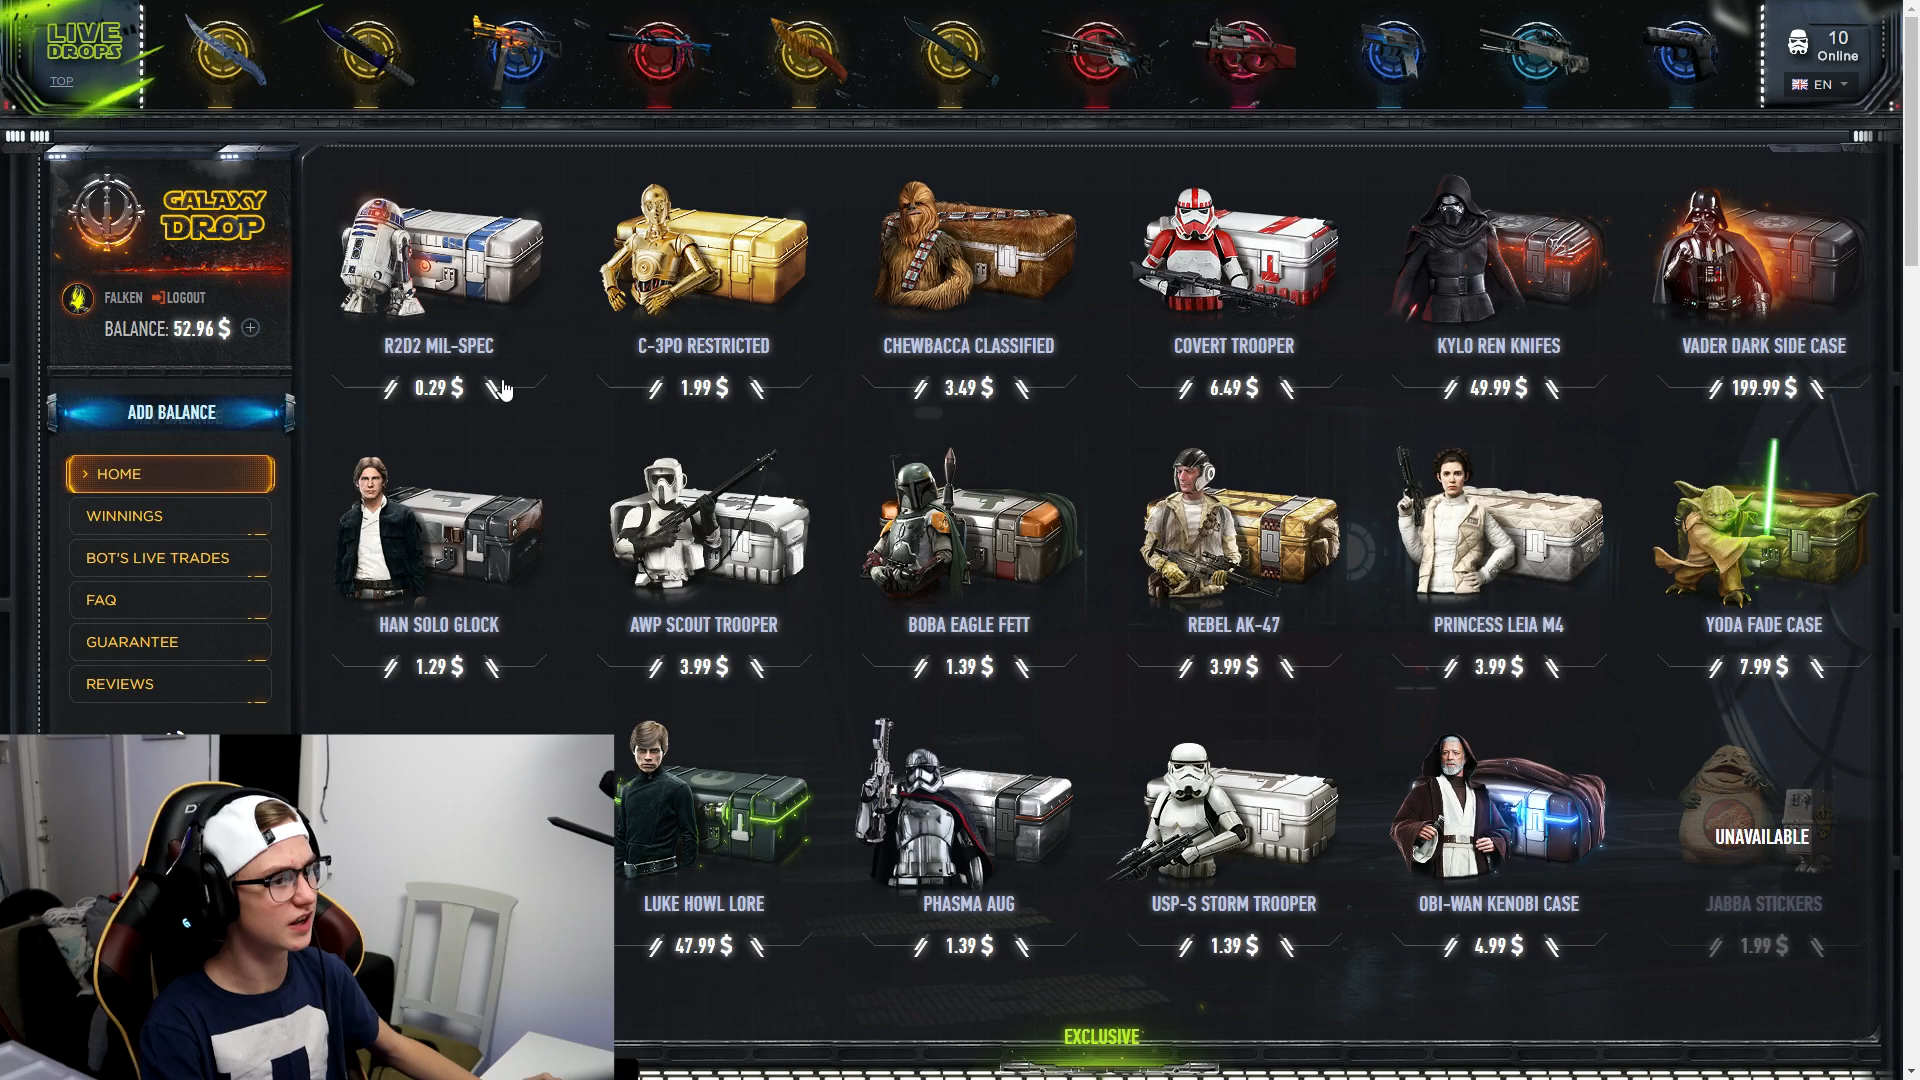 LIVE
DROPS
TOP
10
Online
EN
GALAXY
DROP
FALKEN LOGOUT
BALANCE: 52.96 $
ADD BALANCE
HOME
WINNINGS
BOT'S LIVE TRADES
FAQ
GUARANTEE
REVIEWS
R2D2 MIL-SPEC
0.29 $
C-3PO RESTRICTED
1.99 $
CHEWBACCA CLASSIFIED
3.49 $
COVERT TROOPER
6.49 $
KYLO REN KNIFES
49.99 $
VADER DARK SIDE CASE
199.99 $
HAN SOLO GLOCK
1.29 $
AWP SCOUT TROOPER
3.99 $
BOBA EAGLE FETT
1.39 $
REBEL AK-47
3.99 $
PRINCESS LEIA M4
3.99 $
YODA FADE CASE
7.99 $
LUKE HOWL LORE
47.99 $
PHASMA AUG
1.39 $
USP-S STORM TROOPER
1.39 $
OBI-WAN KENOBI CASE
4.99 $
UNAVAILABLE
JABBA STICKERS
1.99 $
EXCLUSIVE